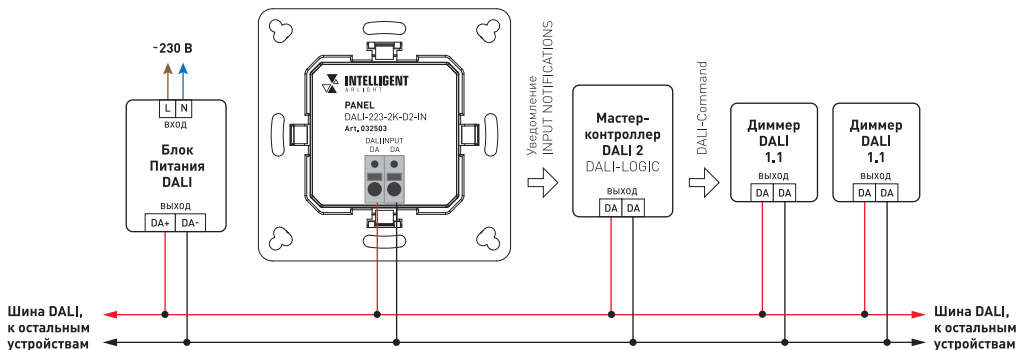 ~230 В
L N
ВХОД
Блок
Питания
DALI
ВЫХОД
DA+ DA-
INTELLIGENT
ARLIGHT
PANEL
DALI-223-2K-D2-IN
Art. 032503
DALI INPUT
DA DA
Уведомление
INPUT NOTIFICATIONS
Мастер-
контроллер
DALI 2
DALI-LOGIC
ВЫХОД
DA DA
DALI-Command
Диммер
DALI
1.1
ВЫХОД
DA DA
Диммер
DALI
1.1
ВЫХОД
DA DA
Шина DALI,
к остальным
устройствам
Шина DALI,
к остальным
устройствам